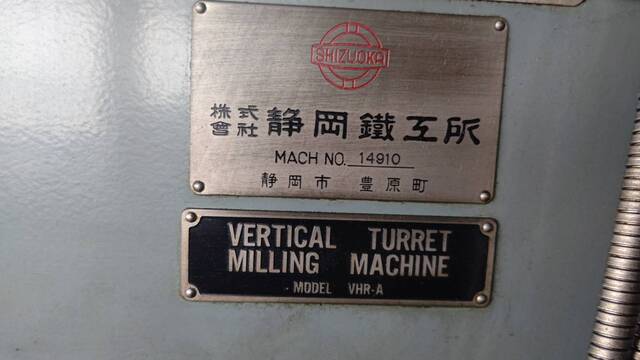 SHIZUOKA
株式會社 静岡鐵工所
MACH NO. 14910
静岡市 豊原町
VERTICAL TURRET
MILLING MACHINE
MODEL VHR-A